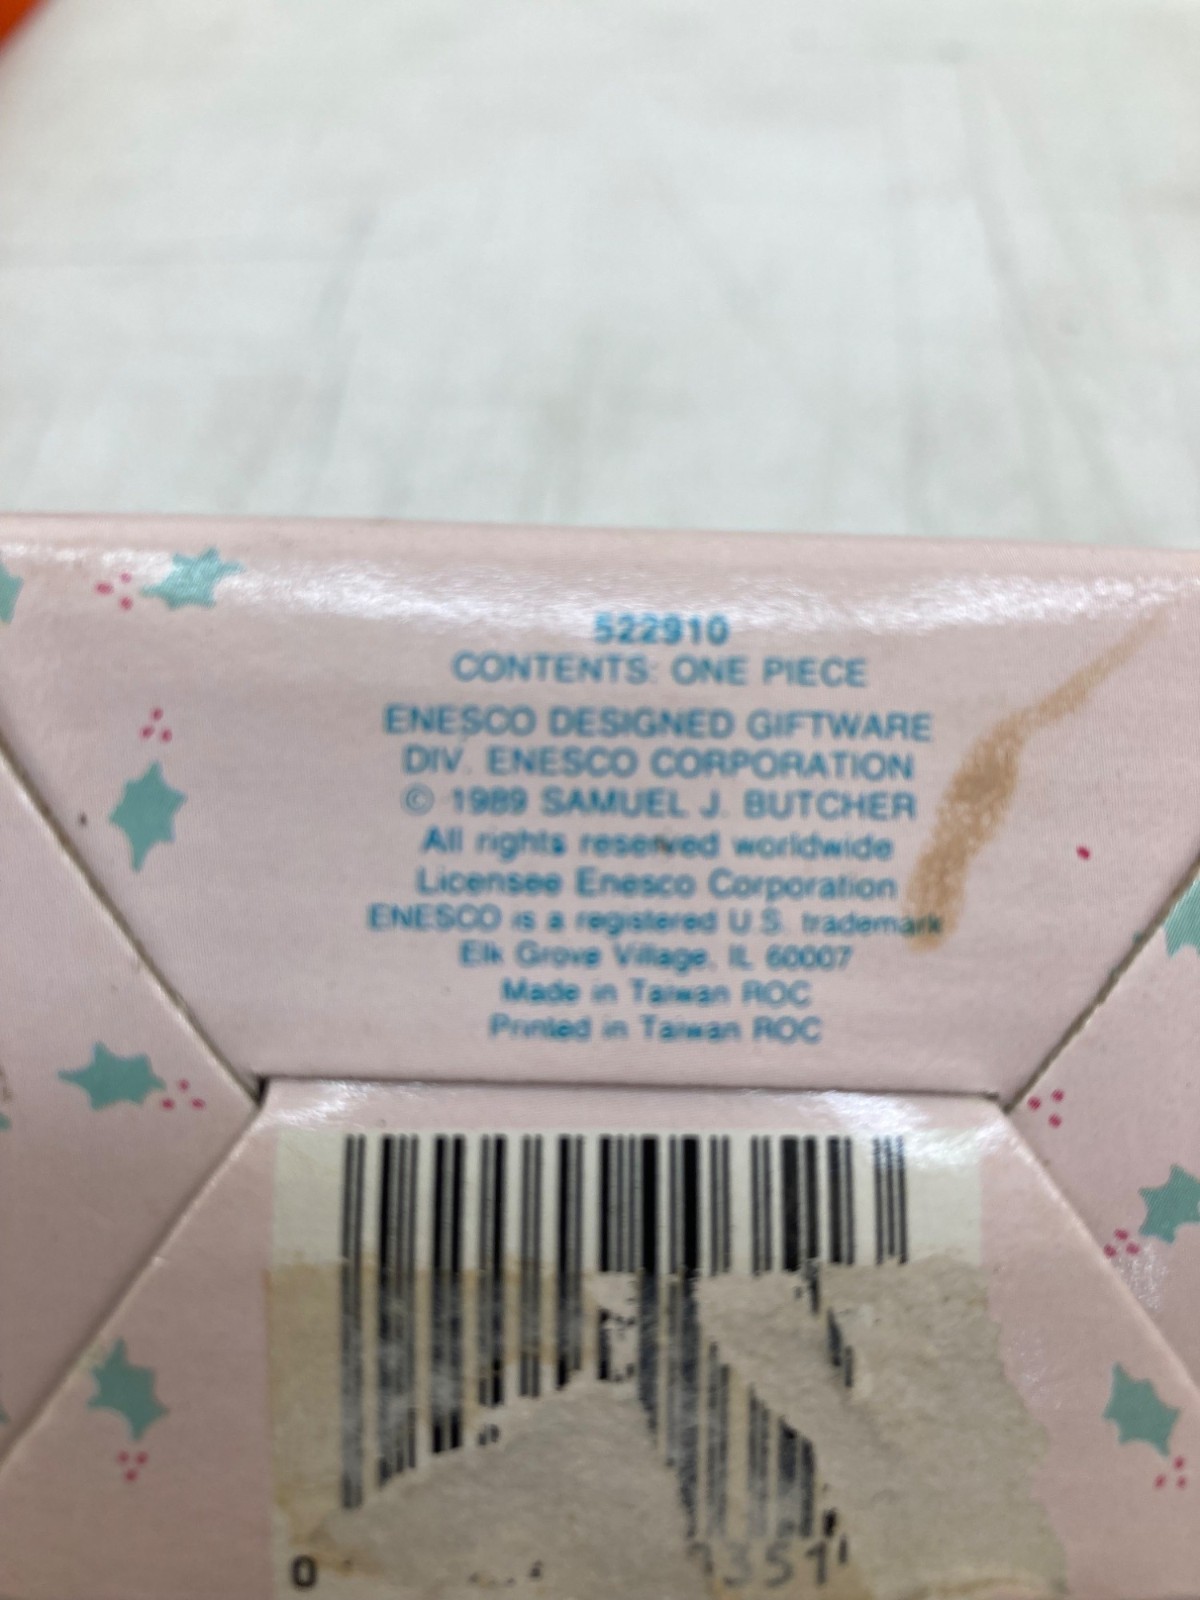 522910
CONTENTS: ONE PIECE
ENESCO DESIGNED GIFTWARE
DIV. ENESCO CORPORATION
© 1989 SAMUEL J. BUTCHER
All rights reserved worldwide
Licensee Enesco Corporation
ENESCO is a registered U.S. trademark
Elk Grove Village, IL 60007
Made in Taiwan ROC
Printed in Taiwan ROC
0